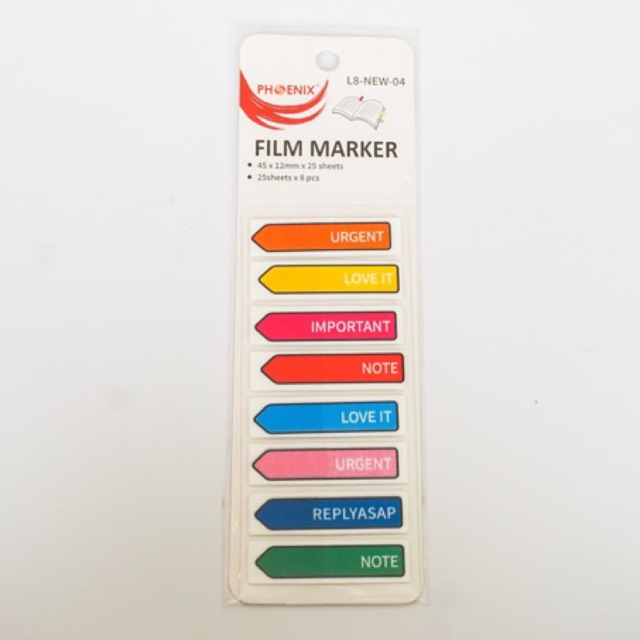 PHOENIX
L8-NEW-04
FILM MARKER
45 x 12mm x 25 sheets
25sheets x 8 pcs
URGENT
LOVE IT
IMPORTANT
NOTE
LOVE IT
URGENT
REPLYASAP
NOTE